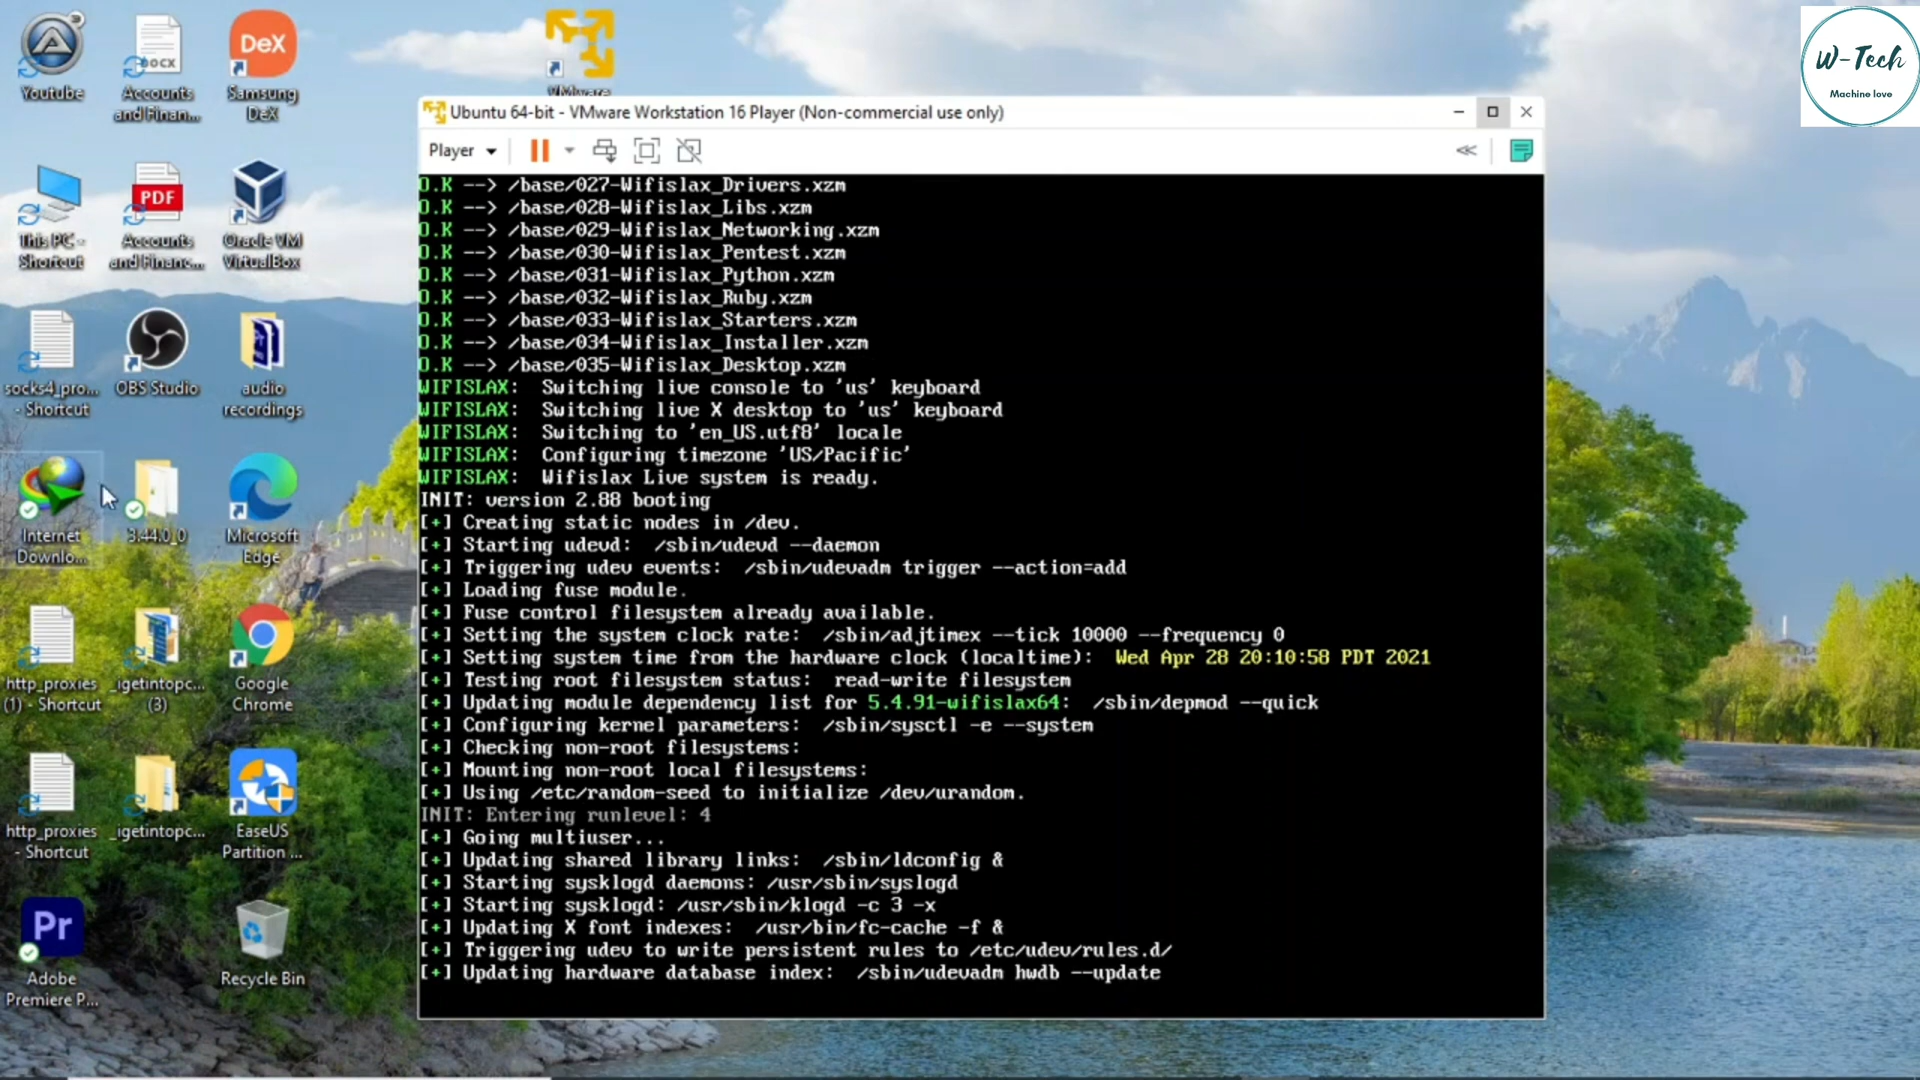 Youtube
DOCX
Accounts
and Finan...
DeX
Samsung
DeX
VMware
W-Tech
Machine love
This PC -
Shortcut
PDF
Accounts
and Financ...
Oracle VM
VirtualBox
socks4_pro...
- Shortcut
OBS Studio
audio
recordings
Internet
Downlo...
3.44.0_0
Microsoft
Edge
http_proxies
(1) - Shortcut
_igetintopc...
(3)
Google
Chrome
http_proxies
- Shortcut
_igetintopc...
EaseUS
Partition ...
Pr
Adobe
Premiere P...
Recycle Bin
Ubuntu 64-bit - VMware Workstation 16 Player (Non-commercial use only)
Player
O.K --> /base/027-Wifislax_Drivers.xzm
O.K --> /base/028-Wifislax_Libs.xzm
O.K --> /base/029-Wifislax_Networking.xzm
O.K --> /base/030-Wifislax_Pentest.xzm
O.K --> /base/031-Wifislax_Python.xzm
O.K --> /base/032-Wifislax_Ruby.xzm
O.K --> /base/033-Wifislax_Starters.xzm
O.K --> /base/034-Wifislax_Installer.xzm
O.K --> /base/035-Wifislax_Desktop.xzm
WIFISLAX:  Switching live console to 'us' keyboard
WIFISLAX:  Switching live X desktop to 'us' keyboard
WIFISLAX:  Switching to 'en_US.utf8' locale
WIFISLAX:  Configuring timezone 'US/Pacific'
WIFISLAX:  Wifislax Live system is ready.
INIT: version 2.88 booting
[+] Creating static nodes in /dev.
[+] Starting udevd:  /sbin/udevd --daemon
[+] Triggering udev events:  /sbin/udevadm trigger --action=add
[+] Loading fuse module.
[+] Fuse control filesystem already available.
[+] Setting the system clock rate:  /sbin/adjtimex --tick 10000 --frequency 0
[+] Setting system time from the hardware clock (localtime):  Wed Apr 28 20:10:58 PDT 2021
[+] Testing root filesystem status:  read-write filesystem
[+] Updating module dependency list for 5.4.91-wifislax64:  /sbin/depmod --quick
[+] Configuring kernel parameters:  /sbin/sysctl -e --system
[+] Checking non-root filesystems:
[+] Mounting non-root local filesystems:
[+] Using /etc/random-seed to initialize /dev/urandom.
INIT: Entering runlevel: 4
[+] Going multiuser...
[+] Updating shared library links:  /sbin/ldconfig &
[+] Starting sysklogd daemons: /usr/sbin/syslogd
[+] Starting sysklogd: /usr/sbin/klogd -c 3 -x
[+] Updating X font indexes:  /usr/bin/fc-cache -f &
[+] Triggering udev to write persistent rules to /etc/udev/rules.d/
[+] Updating hardware database index:  /sbin/udevadm hwdb --update